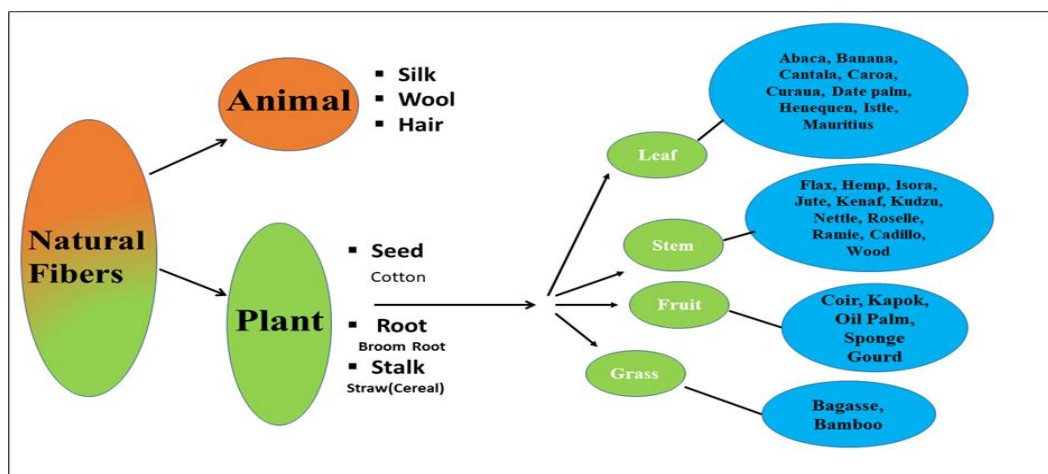 Natural
Fibers
Animal
Silk
Wool
Hair
Plant
Seed
Cotton
Root
Broom Root
Stalk
Straw(Cereal)
Leaf
Abaca, Banana,
Cantala, Caroa,
Curaua, Date palm,
Henequen, Istle,
Mauritius
Stem
Flax, Hemp, Isora,
Jute, Kenaf, Kudzu,
Nettle, Roselle,
Ramie, Cadillo,
Wood
Fruit
Coir, Kapok,
Oil Palm,
Sponge
Gourd
Grass
Bagasse,
Bamboo